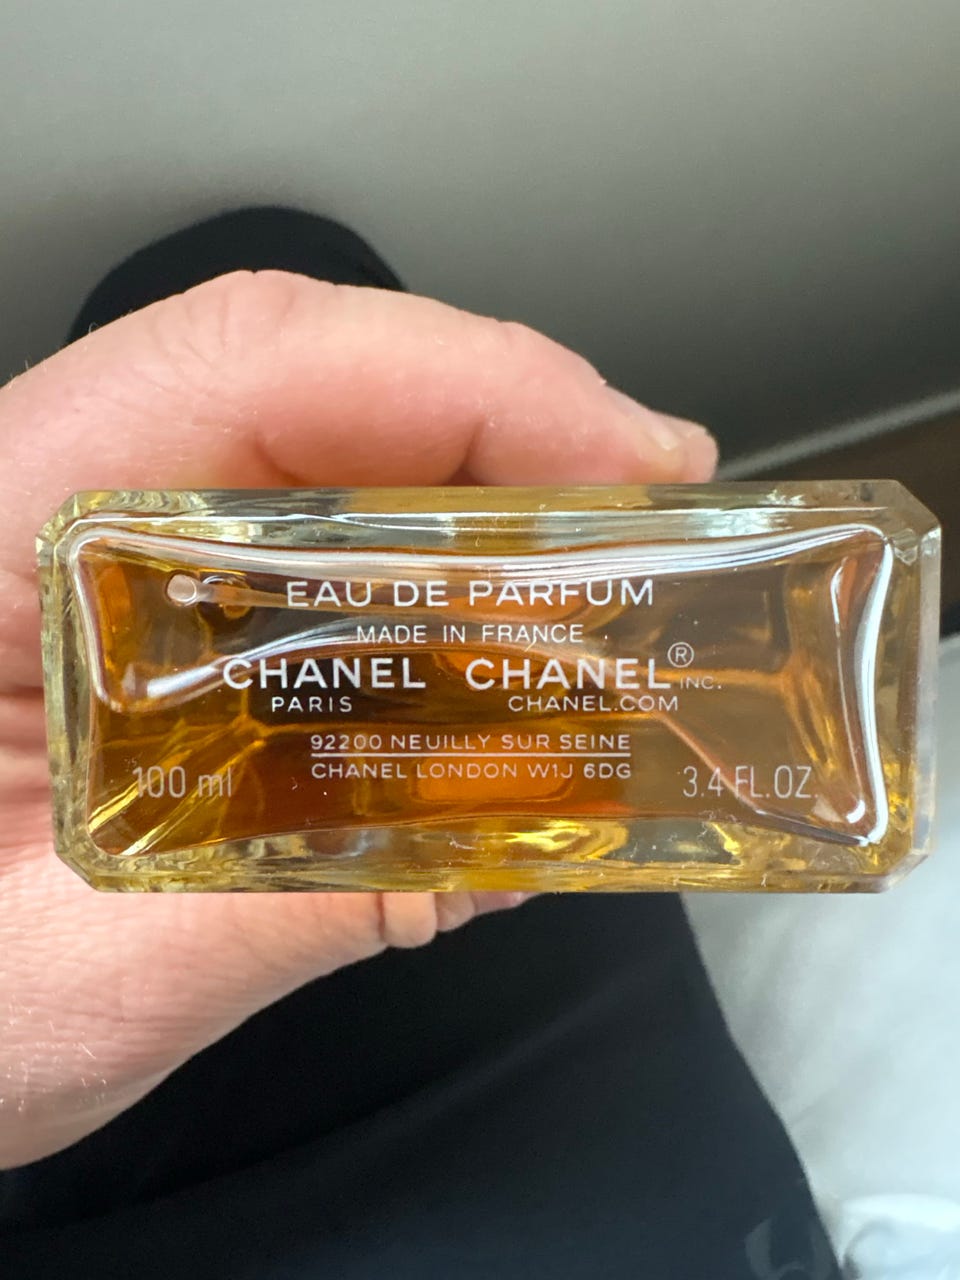 EAU DE PARFUM
MADE IN FRANCE
CHANEL CHANEL® INC.
PARIS CHANEL.COM
92200 NEUILLY SUR SEINE
CHANEL LONDON W1J 6DG
100 ml 3.4 FL.OZ.